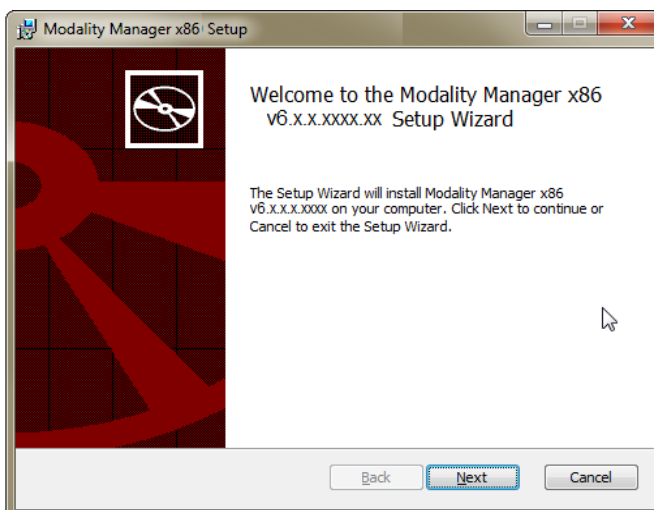 Modality Manager x86 Setup
Welcome to the Modality Manager x86
v6.x.x.xxxx.xx Setup Wizard
The Setup Wizard will install Modality Manager x86
v6.x.x.x.xxxx on your computer. Click Next to continue or
Cancel to exit the Setup Wizard.
Back Next Cancel